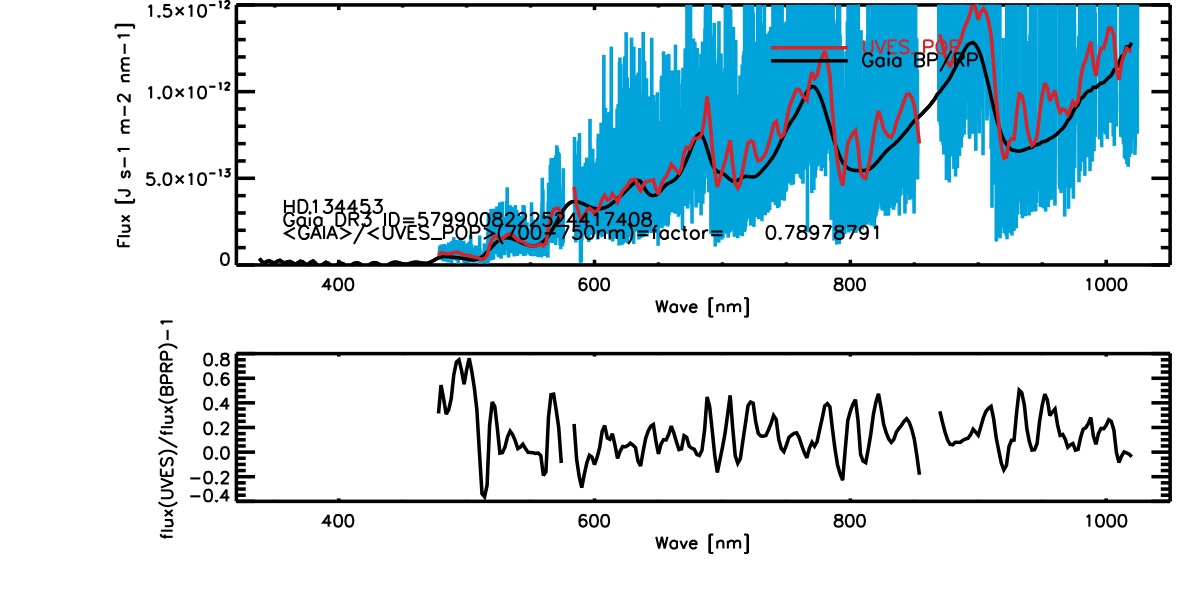 1.5×10−12
1.0×10−12
5.0×10−13
0
Flux [J s−1 m−2 nm−1]
UVES_POP
Gaia BP/RP
HD134453
Gaia DR3 ID=5799008222524417408
<GAIA>/<UVES_POP>(700−750nm)=factor= 0.78978791
400 600 800 1000
Wave [nm]
0.8
0.6
0.4
0.2
0.0
−0.2
−0.4
flux(UVES)/flux(BPRP)−1
400 600 800 1000
Wave [nm]